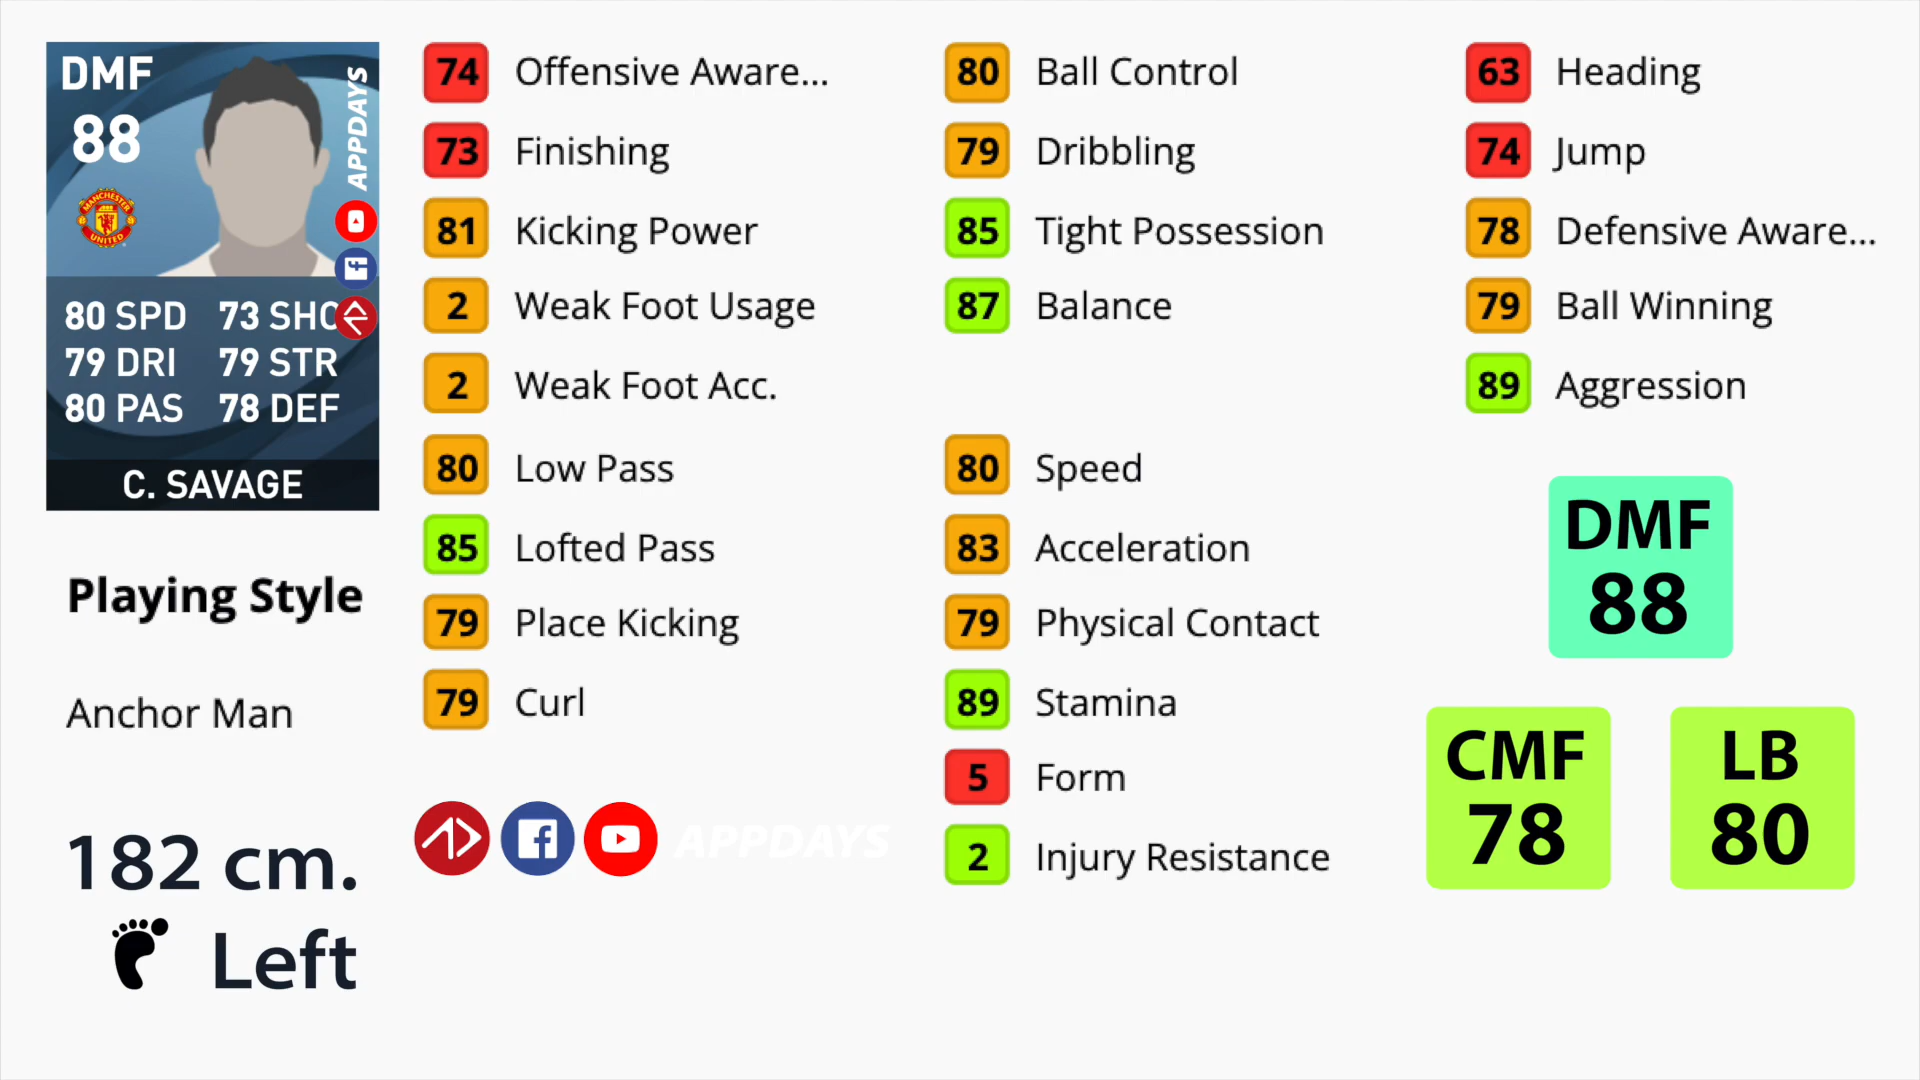 DMF
88
APPDAYS
MANCHESTER
UNITED
80 SPD 73 SHO
79 DRI 79 STR
80 PAS 78 DEF
C. SAVAGE
Playing Style
Anchor Man
182 cm.
Left
74 Offensive Aware...
73 Finishing
81 Kicking Power
2 Weak Foot Usage
2 Weak Foot Acc.
80 Low Pass
85 Lofted Pass
79 Place Kicking
79 Curl
APPDAYS
80 Ball Control
79 Dribbling
85 Tight Possession
87 Balance
80 Speed
83 Acceleration
79 Physical Contact
89 Stamina
5 Form
2 Injury Resistance
63 Heading
74 Jump
78 Defensive Aware...
79 Ball Winning
89 Aggression
DMF
88
CMF
78
LB
80